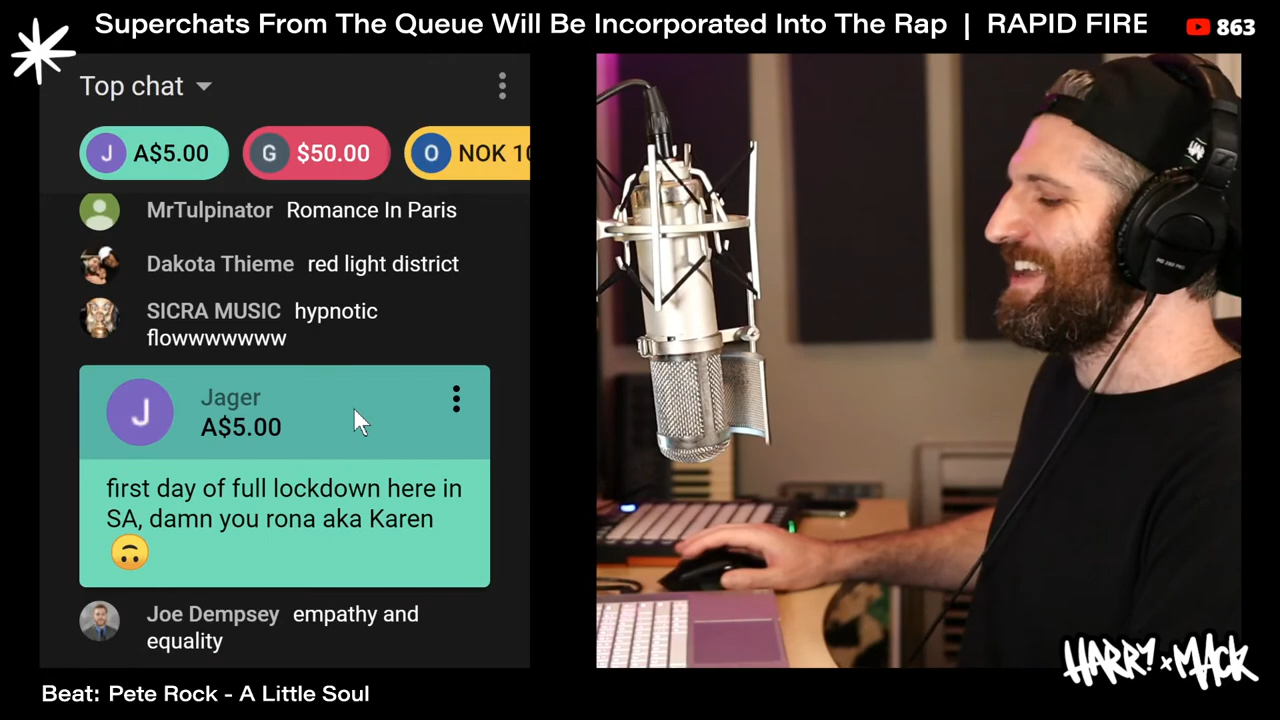 Superchats From The Queue Will Be Incorporated Into The Rap | RAPID FIRE
863
Top chat
J A$5.00
G $50.00
O NOK 10
MrTulpinator Romance In Paris
Dakota Thieme red light district
SICRA MUSIC hypnotic
flowwwwwww
J
Jager
A$5.00
first day of full lockdown here in
SA, damn you rona aka Karen
🙃
Joe Dempsey empathy and
equality
HARRY MACK
Beat: Pete Rock - A Little Soul